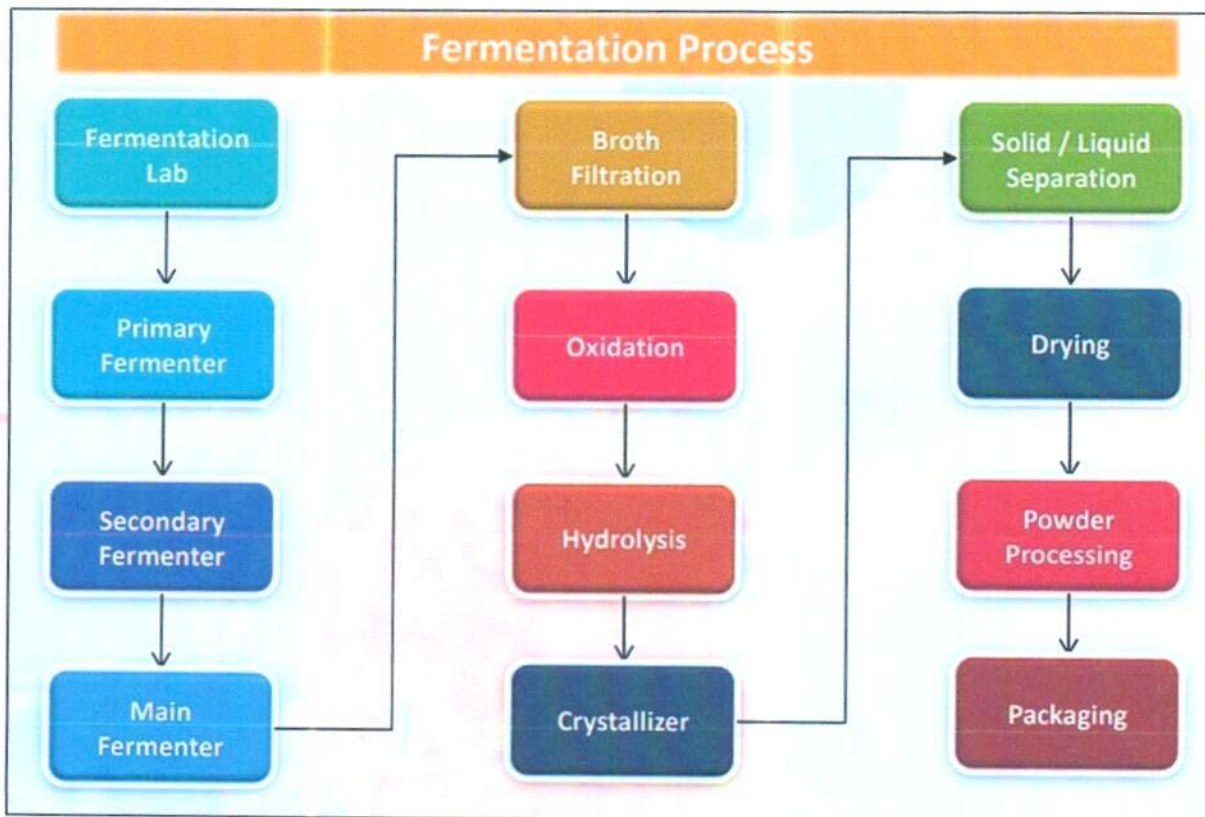 Fermentation Process
Fermentation
Lab
Primary
Fermenter
Secondary
Fermenter
Main
Fermenter
Broth
Filtration
Oxidation
Hydrolysis
Crystallizer
Solid / Liquid
Separation
Drying
Powder
Processing
Packaging